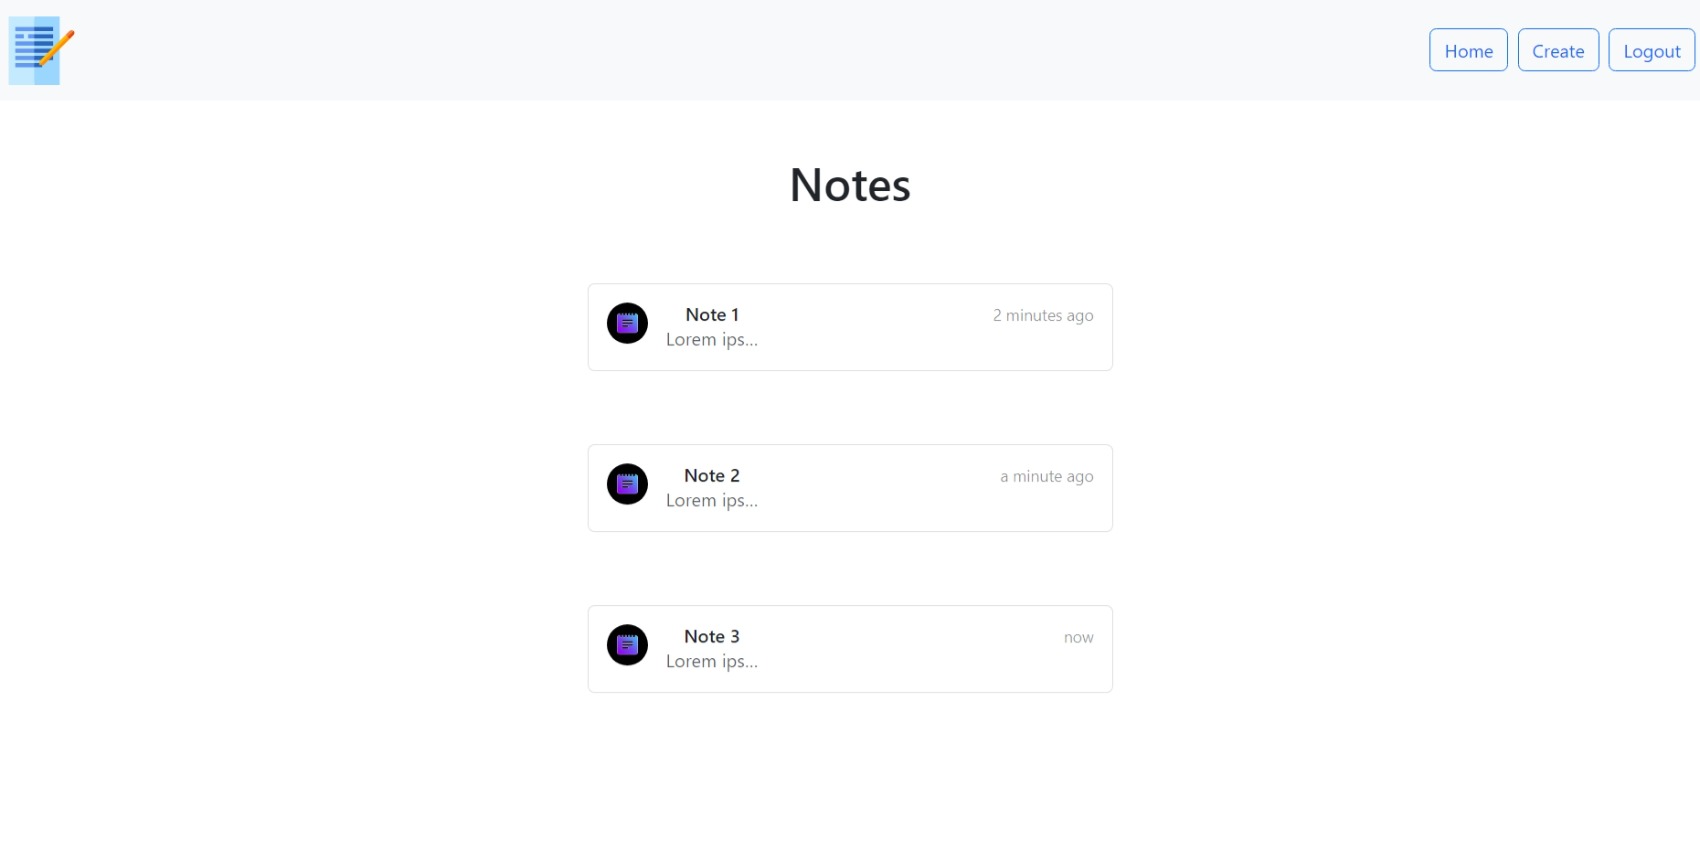 Home Create Logout
Notes
Note 1 2 minutes ago
Lorem ips...
Note 2 a minute ago
Lorem ips...
Note 3 now
Lorem ips...